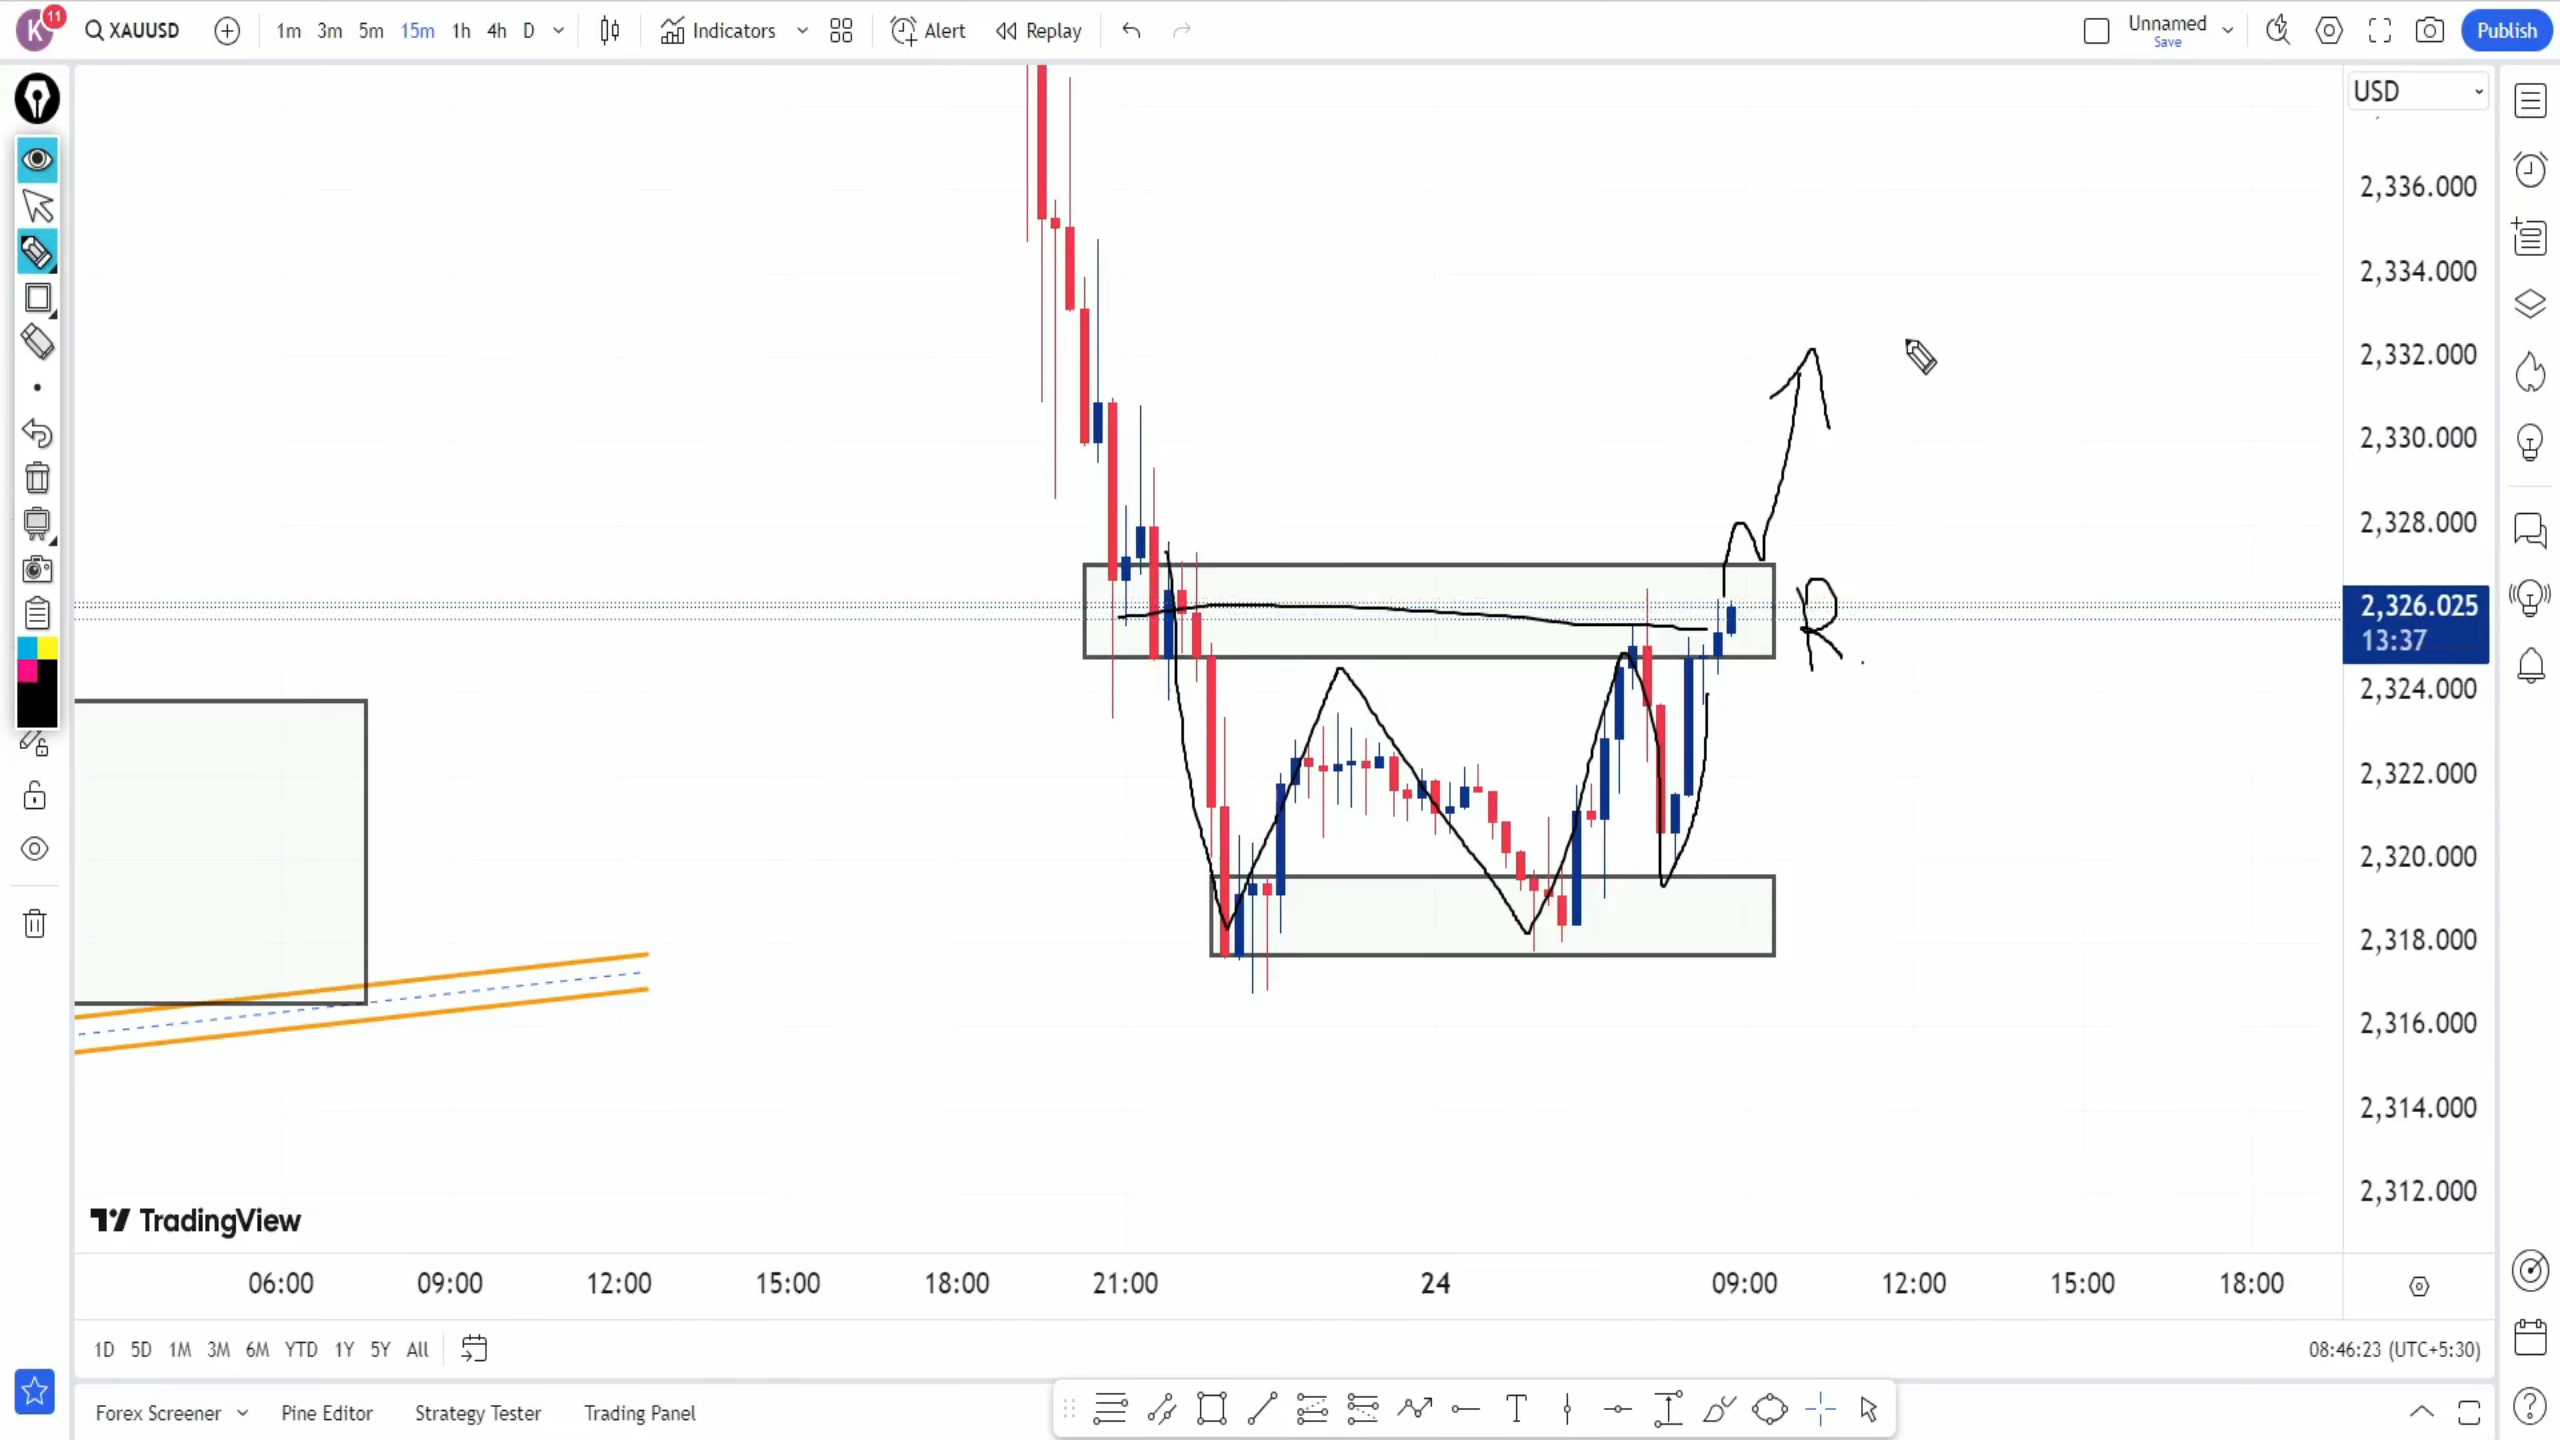 K 11 XAUUSD 1m 3m 5m 15m 1h 4h D Indicators Alert Replay Unnamed Publish
Save
USD
2,336.000
2,334.000
2,332.000
2,330.000
2,328.000
2,326.025
13:37
R
2,324.000
2,322.000
2,320.000
2,318.000
2,316.000
2,314.000
2,312.000
TradingView
06:00 09:00 12:00 15:00 18:00 21:00 24 09:00 12:00 15:00 18:00
1D 5D 1M 3M 6M YTD 1Y 5Y All 08:46:23 (UTC+5:30)
Forex Screener Pine Editor Strategy Tester Trading Panel